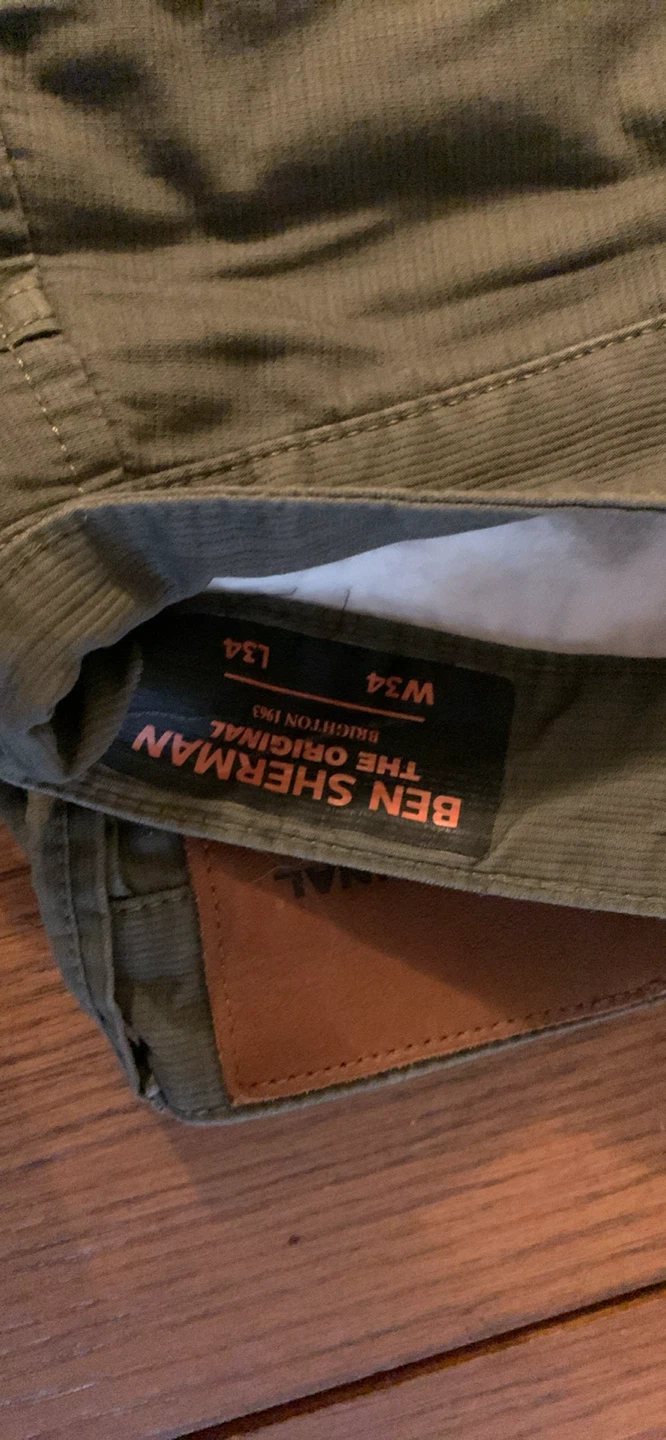 BEN SHERMAN
THE ORIGINAL
BRIGHTON 1963
W34 L34